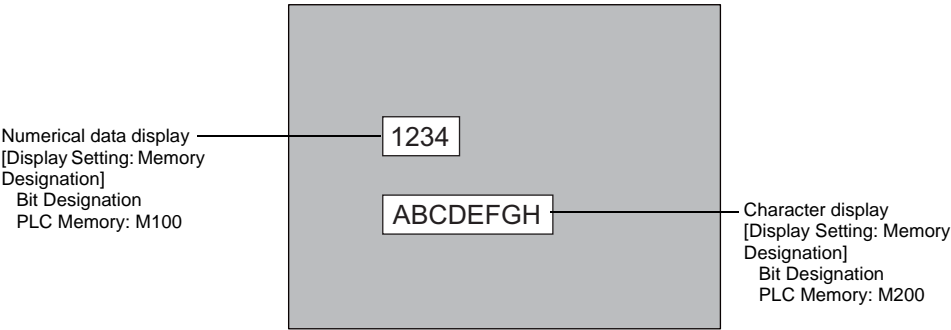 1234
Numerical data display
[Display Setting: Memory
Designation]
Bit Designation
PLC Memory: M100
ABCDEFGH
Character display
[Display Setting: Memory
Designation]
Bit Designation
PLC Memory: M200